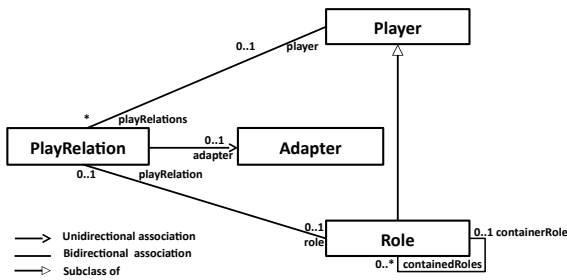 Player
0..1 player
* playRelations
PlayRelation
0..1
adapter
Adapter
0..1 playRelation
0..1
role
Role
0..1 containerRole
0..* containedRoles
Unidirectional association
Bidirectional association
Subclass of